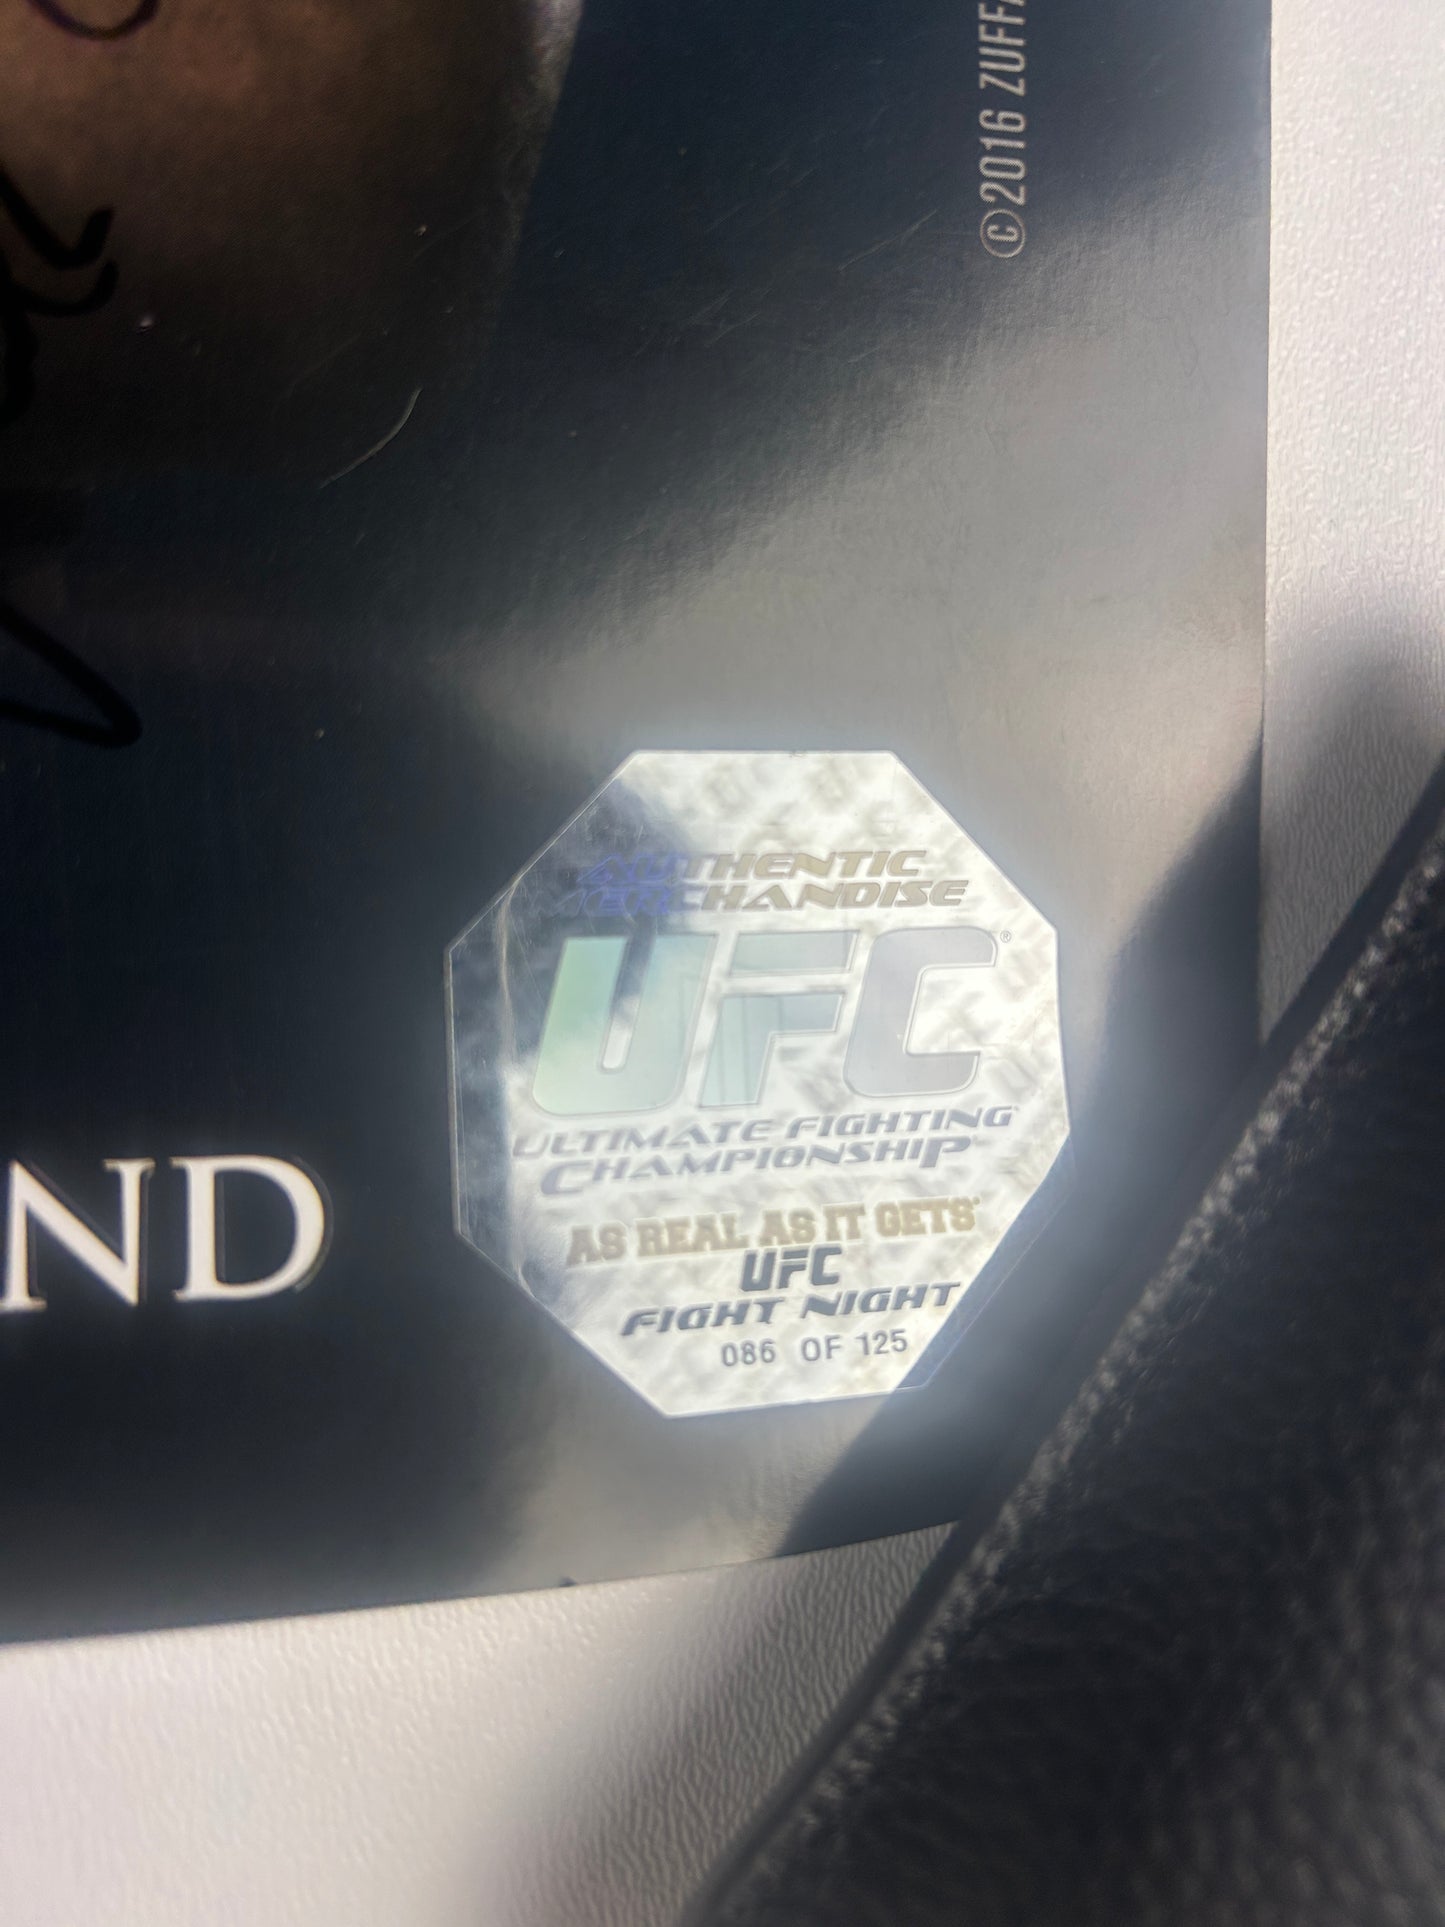 ©2016 ZUFF
ND
AUTHENTIC
MERCHANDISE
UFC®
ULTIMATE FIGHTING
CHAMPIONSHIP
AS REAL AS IT GETS
UFC
FIGHT NIGHT
086 OF 125